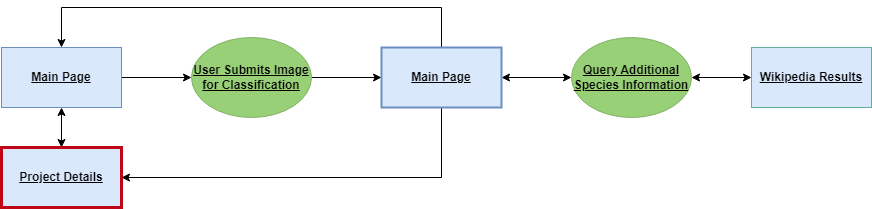 Main Page
User Submits Image
for Classification
Main Page
Query Additional
Species Information
Wikipedia Results
Project Details